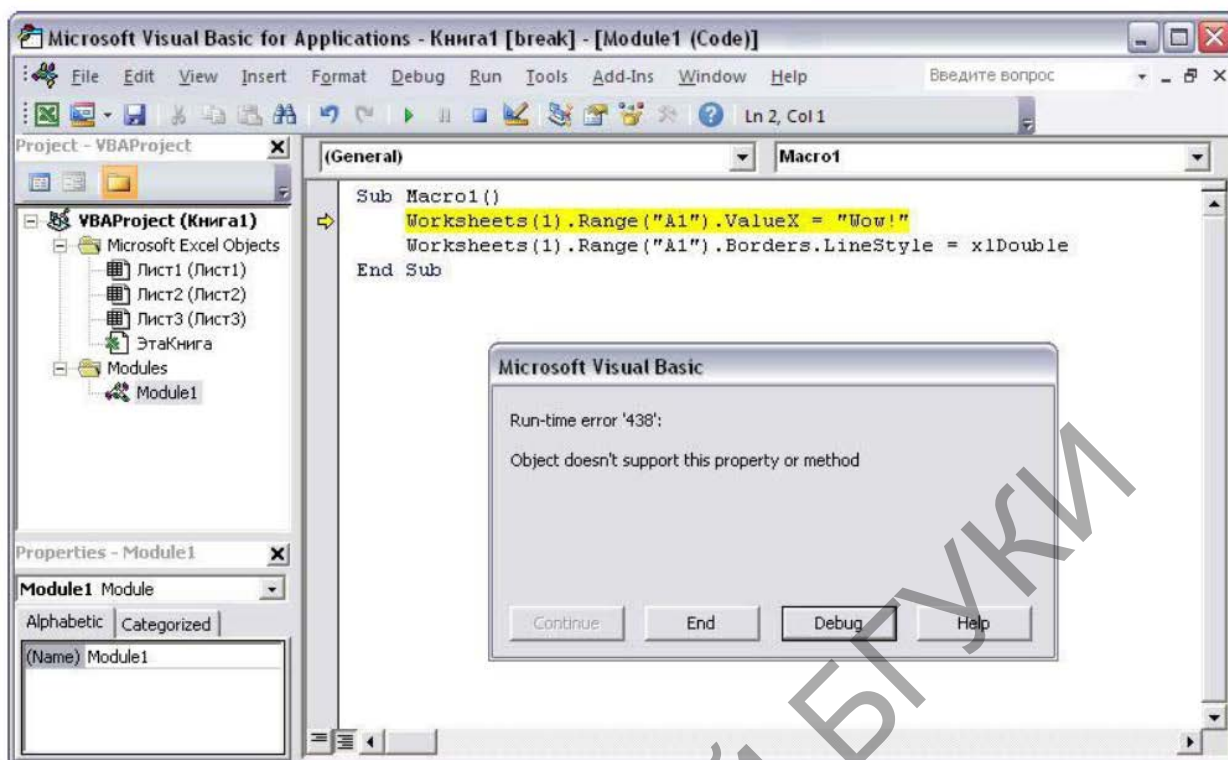 Microsoft Visual Basic for Applications - Книга1 [break] - [Module1 (Code)]
File Edit View Insert Format Debug Run Tools Add-Ins Window Help Введите вопрос
Ln 2, Col 1
Project - VBAProject
(General) Macro1
VBAProject (Книга1)
Microsoft Excel Objects
Лист1 (Лист1)
Лист2 (Лист2)
Лист3 (Лист3)
ЭтаКнига
Modules
Module1
Sub Macro1()
Worksheets(1).Range("A1").ValueX = "Wow!"
Worksheets(1).Range("A1").Borders.LineStyle = xlDouble
End Sub
Microsoft Visual Basic
Run-time error '438':
Object doesn't support this property or method
Continue End Debug Help
Properties - Module1
Module1 Module
Alphabetic Categorized
(Name) Module1
БГУКИ